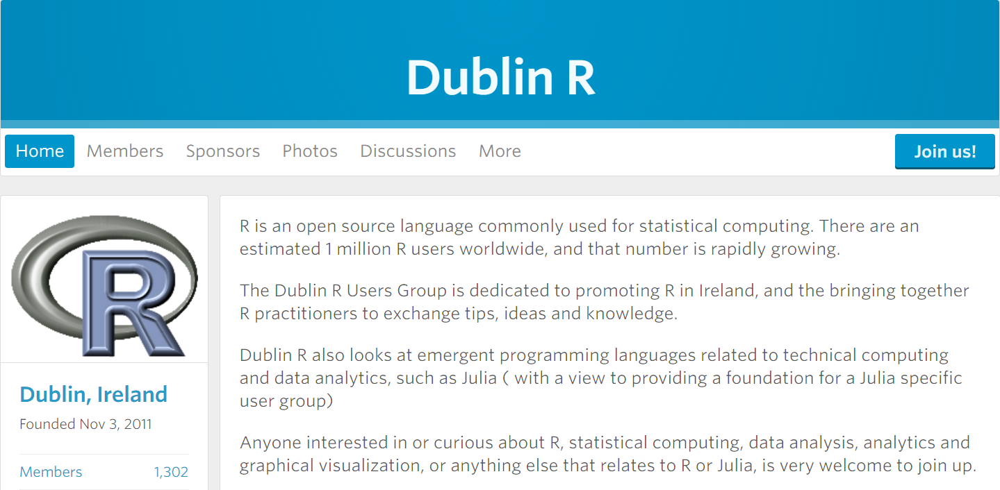 Dublin R
Home Members Sponsors Photos Discussions More Join us!
R
Dublin, Ireland
Founded Nov 3, 2011
Members 1,302
R is an open source language commonly used for statistical computing. There are an
estimated 1 million R users worldwide, and that number is rapidly growing.
The Dublin R Users Group is dedicated to promoting R in Ireland, and the bringing together
R practitioners to exchange tips, ideas and knowledge.
Dublin R also looks at emergent programming languages related to technical computing
and data analytics, such as Julia ( with a view to providing a foundation for a Julia specific
user group)
Anyone interested in or curious about R, statistical computing, data analysis, analytics and
graphical visualization, or anything else that relates to R or Julia, is very welcome to join up.